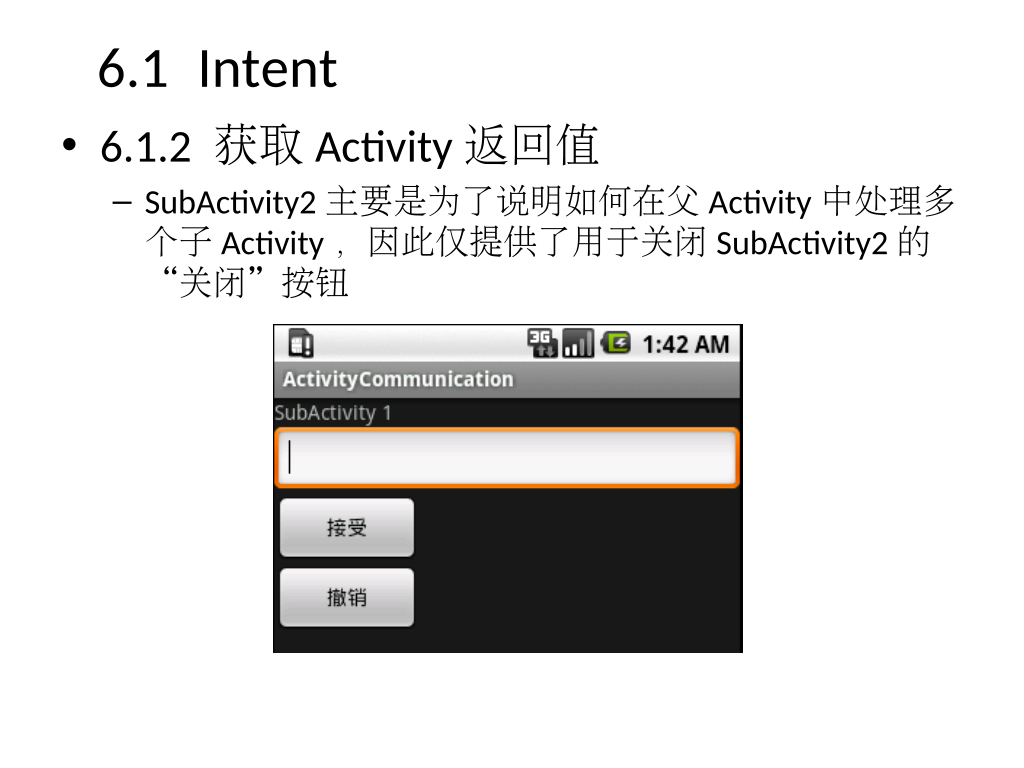 6.1 Intent
• 6.1.2 获取 Activity 返回值
– SubActivity2 主要是为了说明如何在父 Activity 中处理多
个子 Activity ，因此仅提供了用于关闭 SubActivity2 的
“关闭”按钮
3G 1:42 AM
ActivityCommunication
SubActivity 1
接受
撤销